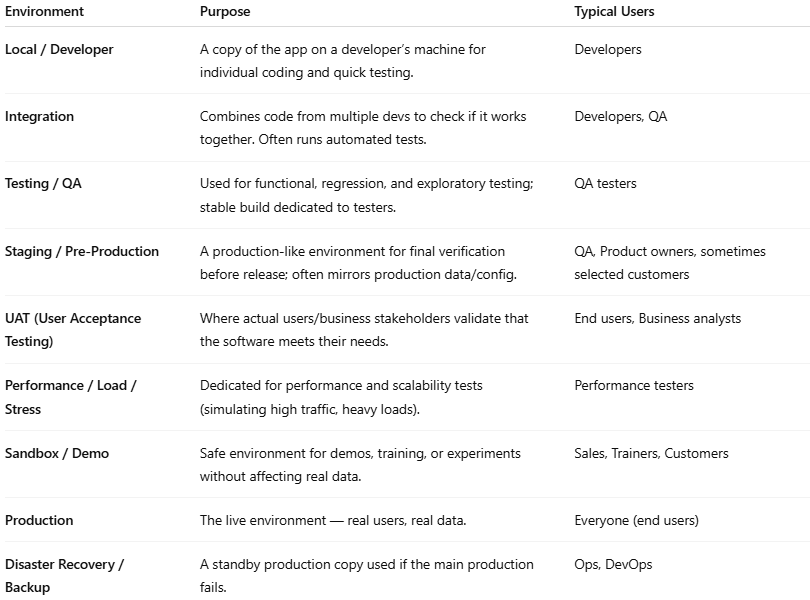 Environment Purpose Typical Users
Local / Developer A copy of the app on a developer’s machine for Developers
individual coding and quick testing.
Integration Combines code from multiple devs to check if it works Developers, QA
together. Often runs automated tests.
Testing / QA Used for functional, regression, and exploratory testing; QA testers
stable build dedicated to testers.
Staging / Pre-Production A production-like environment for final verification QA, Product owners, sometimes
before release; often mirrors production data/config. selected customers
UAT (User Acceptance Where actual users/business stakeholders validate that End users, Business analysts
Testing) the software meets their needs.
Performance / Load / Dedicated for performance and scalability tests Performance testers
Stress (simulating high traffic, heavy loads).
Sandbox / Demo Safe environment for demos, training, or experiments Sales, Trainers, Customers
without affecting real data.
Production The live environment — real users, real data. Everyone (end users)
Disaster Recovery / A standby production copy used if the main production Ops, DevOps
Backup fails.